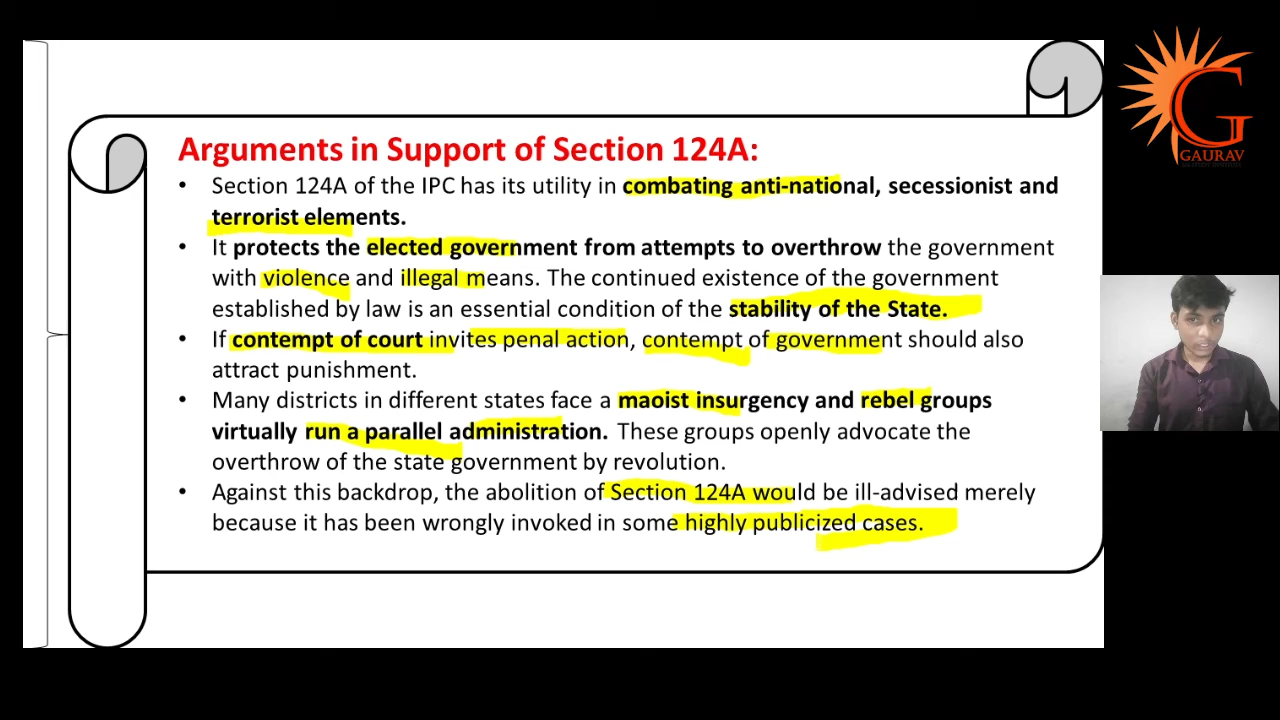 Arguments in Support of Section 124A:
• Section 124A of the IPC has its utility in combating anti-national, secessionist and
terrorist elements.
• It protects the elected government from attempts to overthrow the government
with violence and illegal means. The continued existence of the government
established by law is an essential condition of the stability of the State.
• If contempt of court invites penal action, contempt of government should also
attract punishment.
• Many districts in different states face a maoist insurgency and rebel groups
virtually run a parallel administration. These groups openly advocate the
overthrow of the state government by revolution.
• Against this backdrop, the abolition of Section 124A would be ill-advised merely
because it has been wrongly invoked in some highly publicized cases.
G
GAURAV